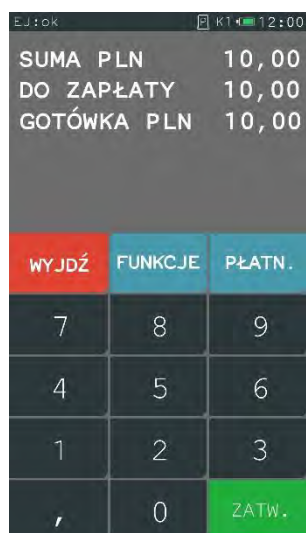 EJ:ok P K1 12:00
SUMA PLN 10,00
DO ZAPŁATY 10,00
GOTÓWKA PLN 10,00
WYJDŹ FUNKCJE PŁATN.
7 8 9
4 5 6
1 2 3
, 0 ZATW.